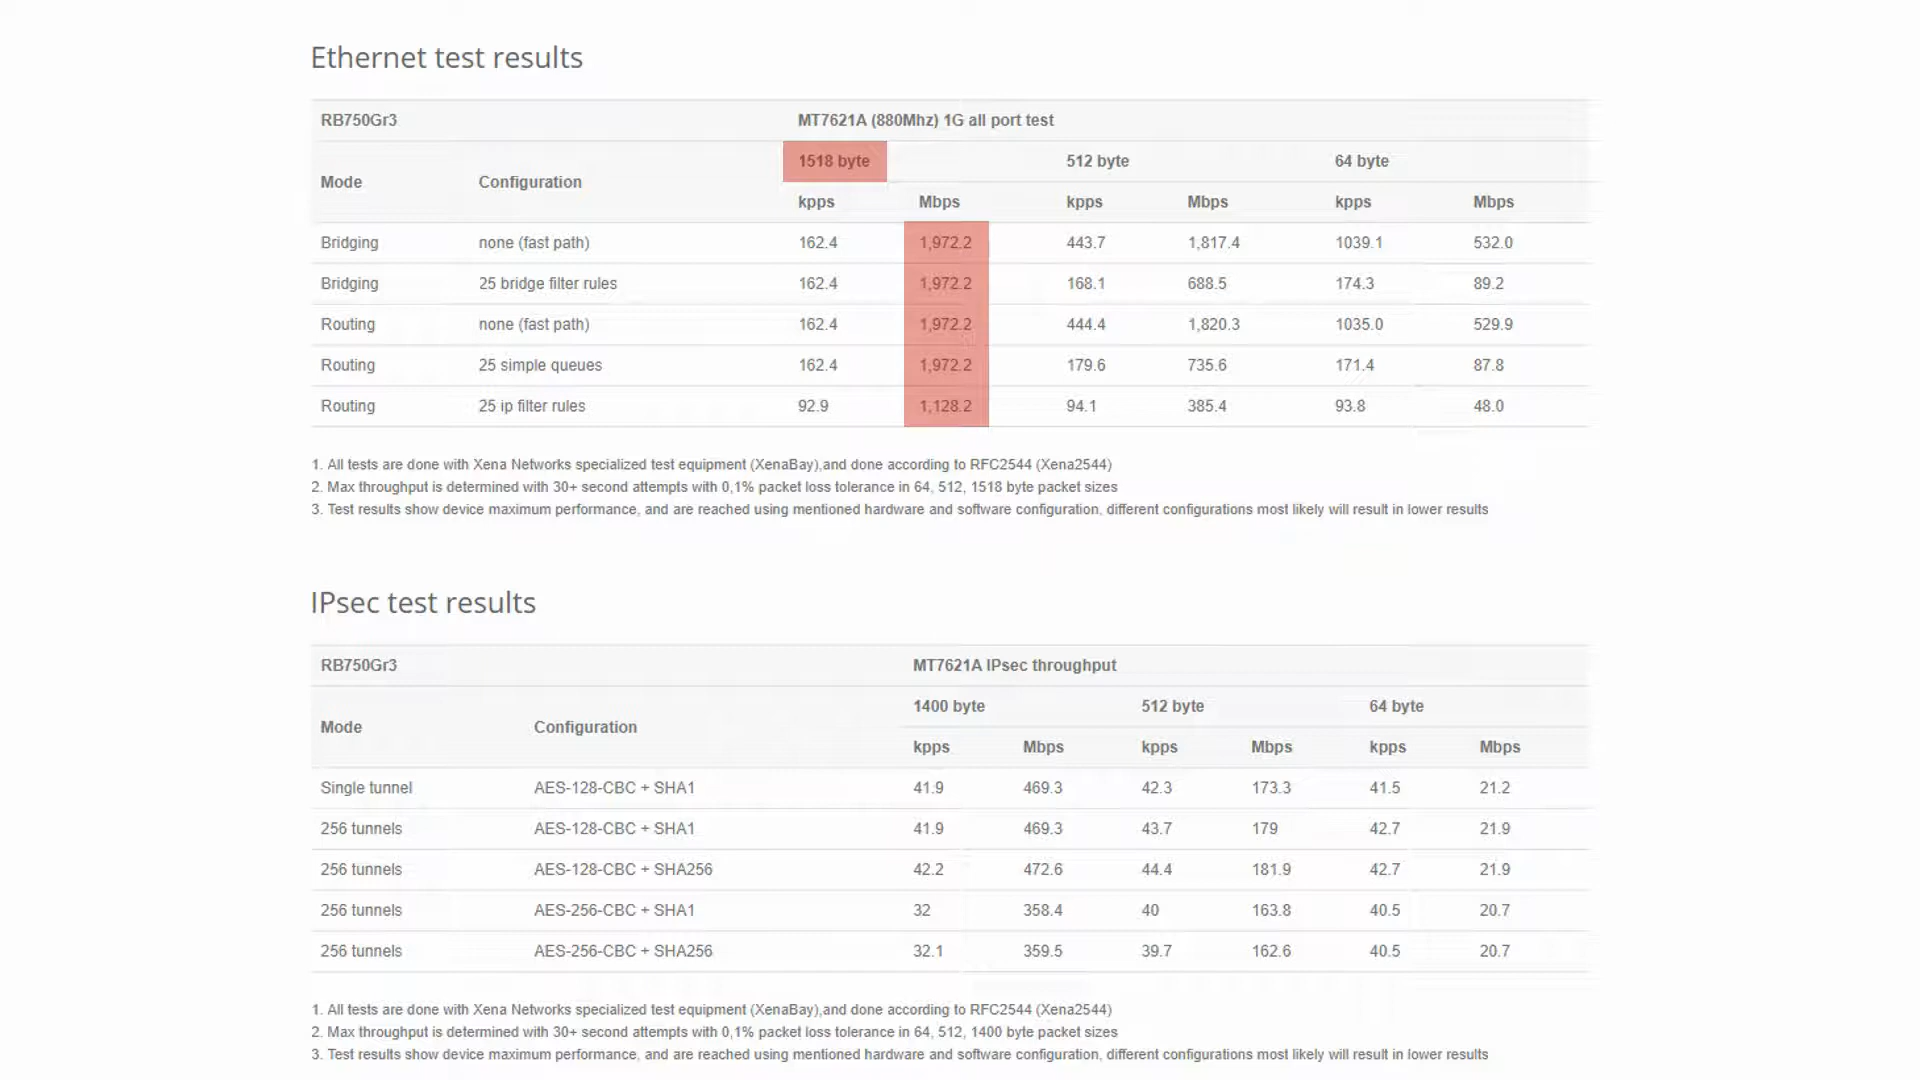 Ethernet test results
RB750Gr3 MT7621A (880Mhz) 1G all port test
1518 byte 512 byte 64 byte
Mode Configuration
kpps Mbps kpps Mbps kpps Mbps
Bridging none (fast path) 162.4 1,972.2 443.7 1,817.4 1039.1 532.0
Bridging 25 bridge filter rules 162.4 1,972.2 168.1 688.5 174.3 89.2
Routing none (fast path) 162.4 1,972.2 444.4 1,820.3 1035.0 529.9
Routing 25 simple queues 162.4 1,972.2 179.6 735.6 171.4 87.8
Routing 25 ip filter rules 92.9 1,128.2 94.1 385.4 93.8 48.0
1. All tests are done with Xena Networks specialized test equipment (XenaBay),and done according to RFC2544 (Xena2544)
2. Max throughput is determined with 30+ second attempts with 0,1% packet loss tolerance in 64, 512, 1518 byte packet sizes
3. Test results show device maximum performance, and are reached using mentioned hardware and software configuration, different configurations most likely will result in lower results
IPsec test results
RB750Gr3 MT7621A IPsec throughput
1400 byte 512 byte 64 byte
Mode Configuration
kpps Mbps kpps Mbps kpps Mbps
Single tunnel AES-128-CBC + SHA1 41.9 469.3 42.3 173.3 41.5 21.2
256 tunnels AES-128-CBC + SHA1 41.9 469.3 43.7 179 42.7 21.9
256 tunnels AES-128-CBC + SHA256 42.2 472.6 44.4 181.9 42.7 21.9
256 tunnels AES-256-CBC + SHA1 32 358.4 40 163.8 40.5 20.7
256 tunnels AES-256-CBC + SHA256 32.1 359.5 39.7 162.6 40.5 20.7
1. All tests are done with Xena Networks specialized test equipment (XenaBay),and done according to RFC2544 (Xena2544)
2. Max throughput is determined with 30+ second attempts with 0,1% packet loss tolerance in 64, 512, 1400 byte packet sizes
3. Test results show device maximum performance, and are reached using mentioned hardware and software configuration, different configurations most likely will result in lower results